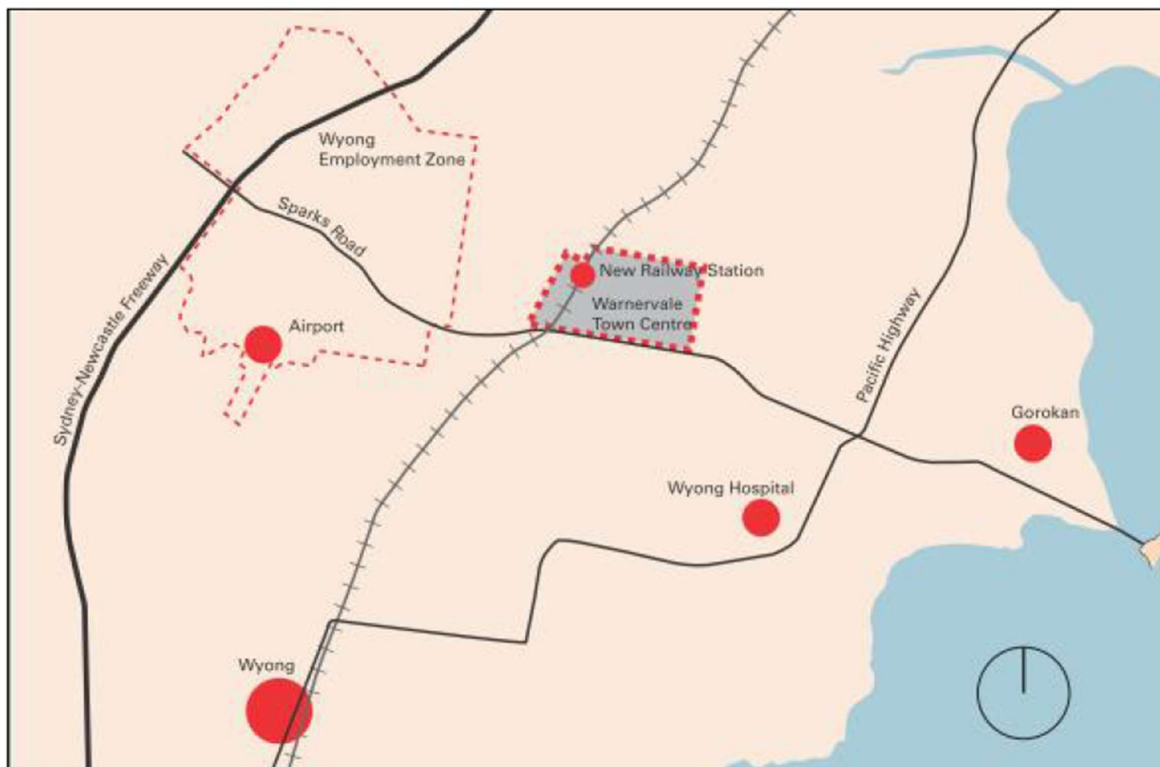 Wyong
Employment Zone
Sparks Road
New Railway Station
Sydney-Newcastle Freeway
Warnervale
Town Centre
Airport
Pacific Highway
Gorokan
Wyong Hospital
Wyong